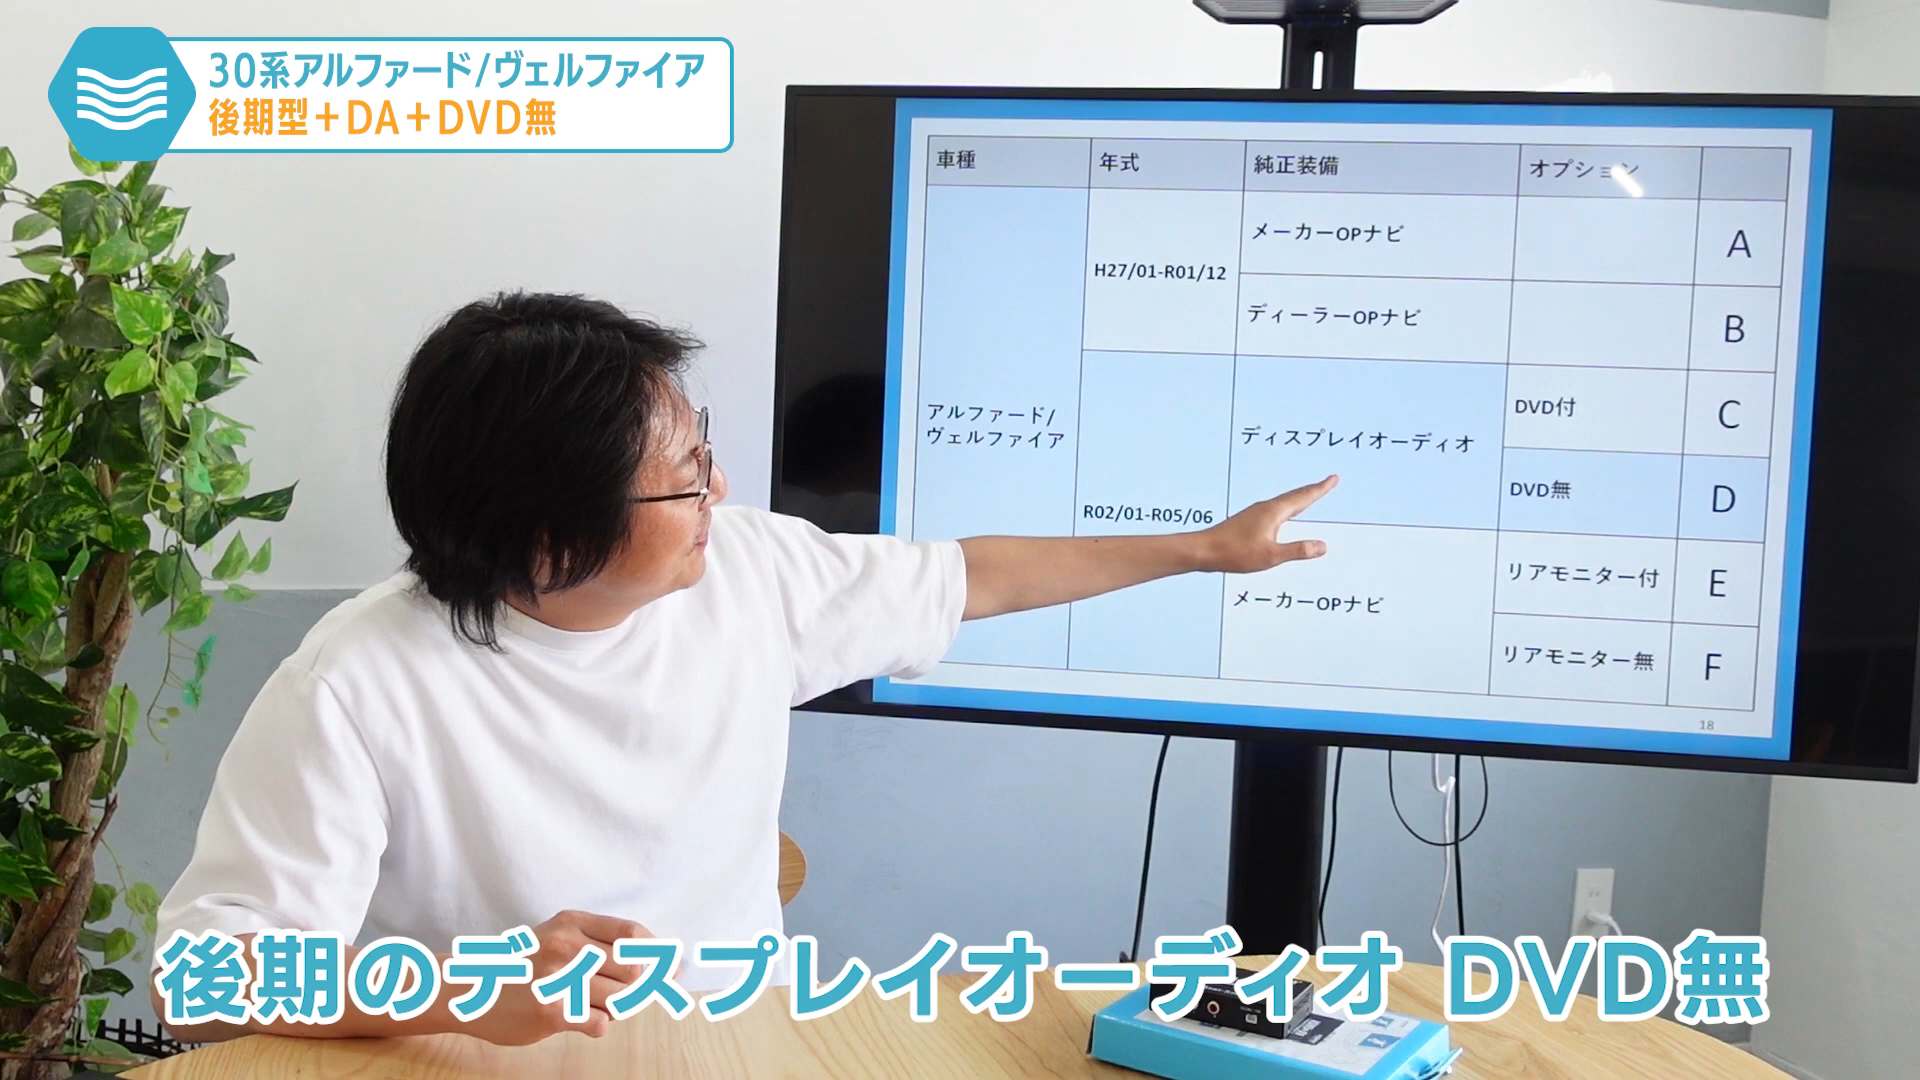 30系アルファード/ヴェルファイア
後期型+DA+DVD無
車種 年式 純正装備 オプション
アルファード/
ヴェルファイア
H27/01-R01/12
メーカーOPナビ A
ディーラーOPナビ B
R02/01-R05/06
ディスプレイオーディオ
DVD付 C
DVD無 D
メーカーOPナビ
リアモニター付 E
リアモニター無 F
18
後期のディスプレイオーディオ DVD無